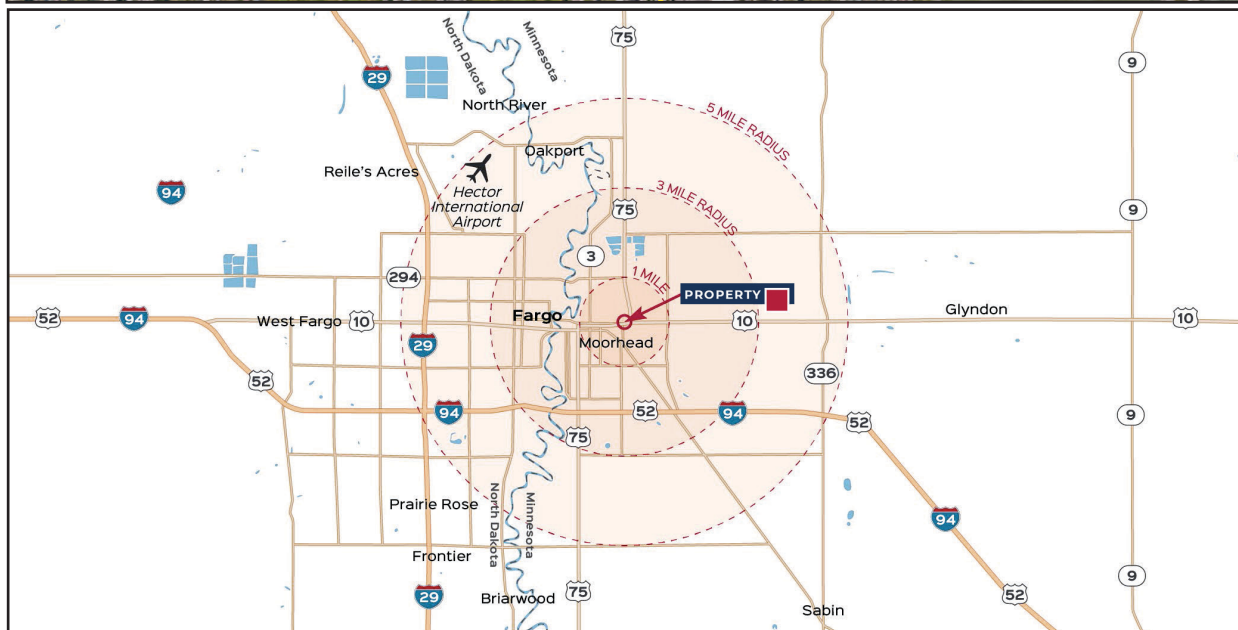 75
9
29
North Dakota
Minnesota
North River
5 MILE RADIUS
Oakport
Reile's Acres
94
Hector
International
Airport
3 MILE RADIUS
75
9
3
294
1 MILE
PROPERTY
Glyndon
52
94
West Fargo
10
Fargo
10
10
29
Moorhead
336
52
94
52
94
52
9
75
Prairie Rose
North Dakota
Minnesota
94
Frontier
9
29
Briarwood
75
52
Sabin